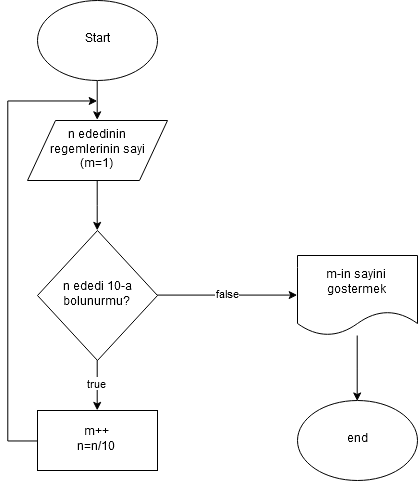 Start
n ededinin
regemlerinin sayi
(m=1)
n ededi 10-a
bolunurmu?
false
m-in sayini
gostermek
true
m++
n=n/10
end